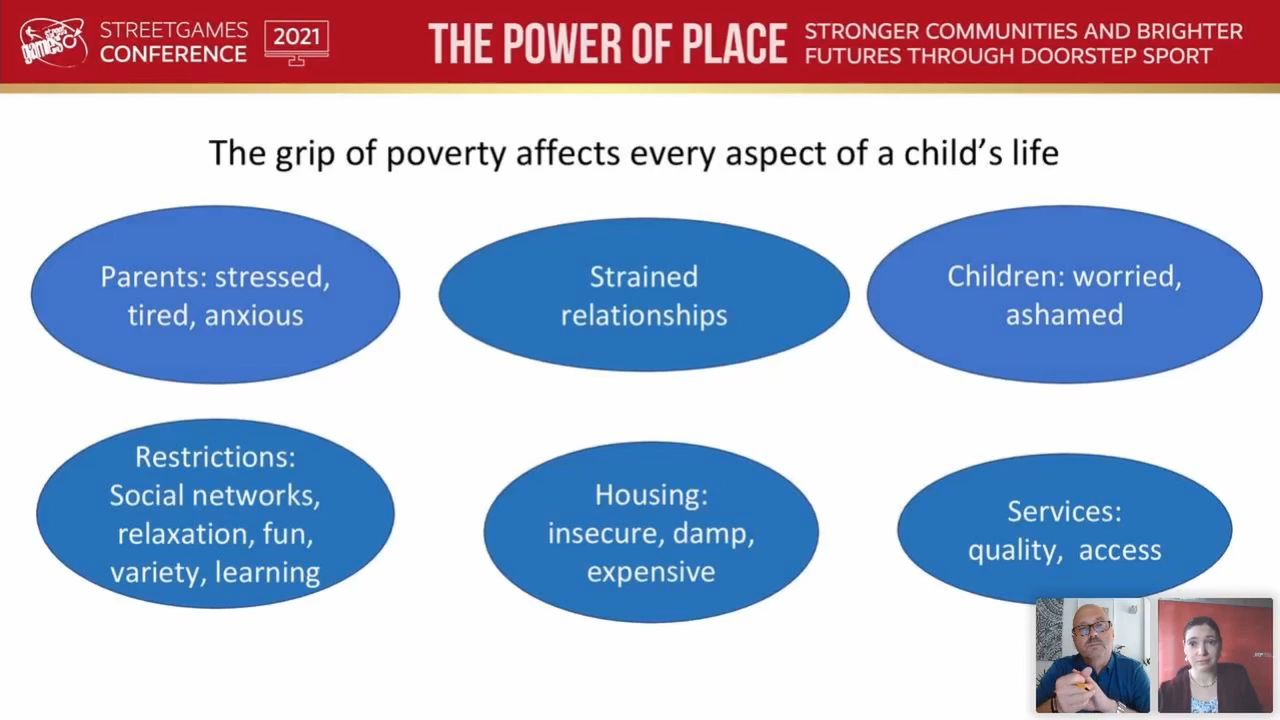 STREETGAMES
CONFERENCE
2021
THE POWER OF PLACE
STRONGER COMMUNITIES AND BRIGHTER
FUTURES THROUGH DOORSTEP SPORT
The grip of poverty affects every aspect of a child’s life
Parents: stressed,
tired, anxious
Strained
relationships
Children: worried,
ashamed
Restrictions:
Social networks,
relaxation, fun,
variety, learning
Housing:
insecure, damp,
expensive
Services:
quality,  access